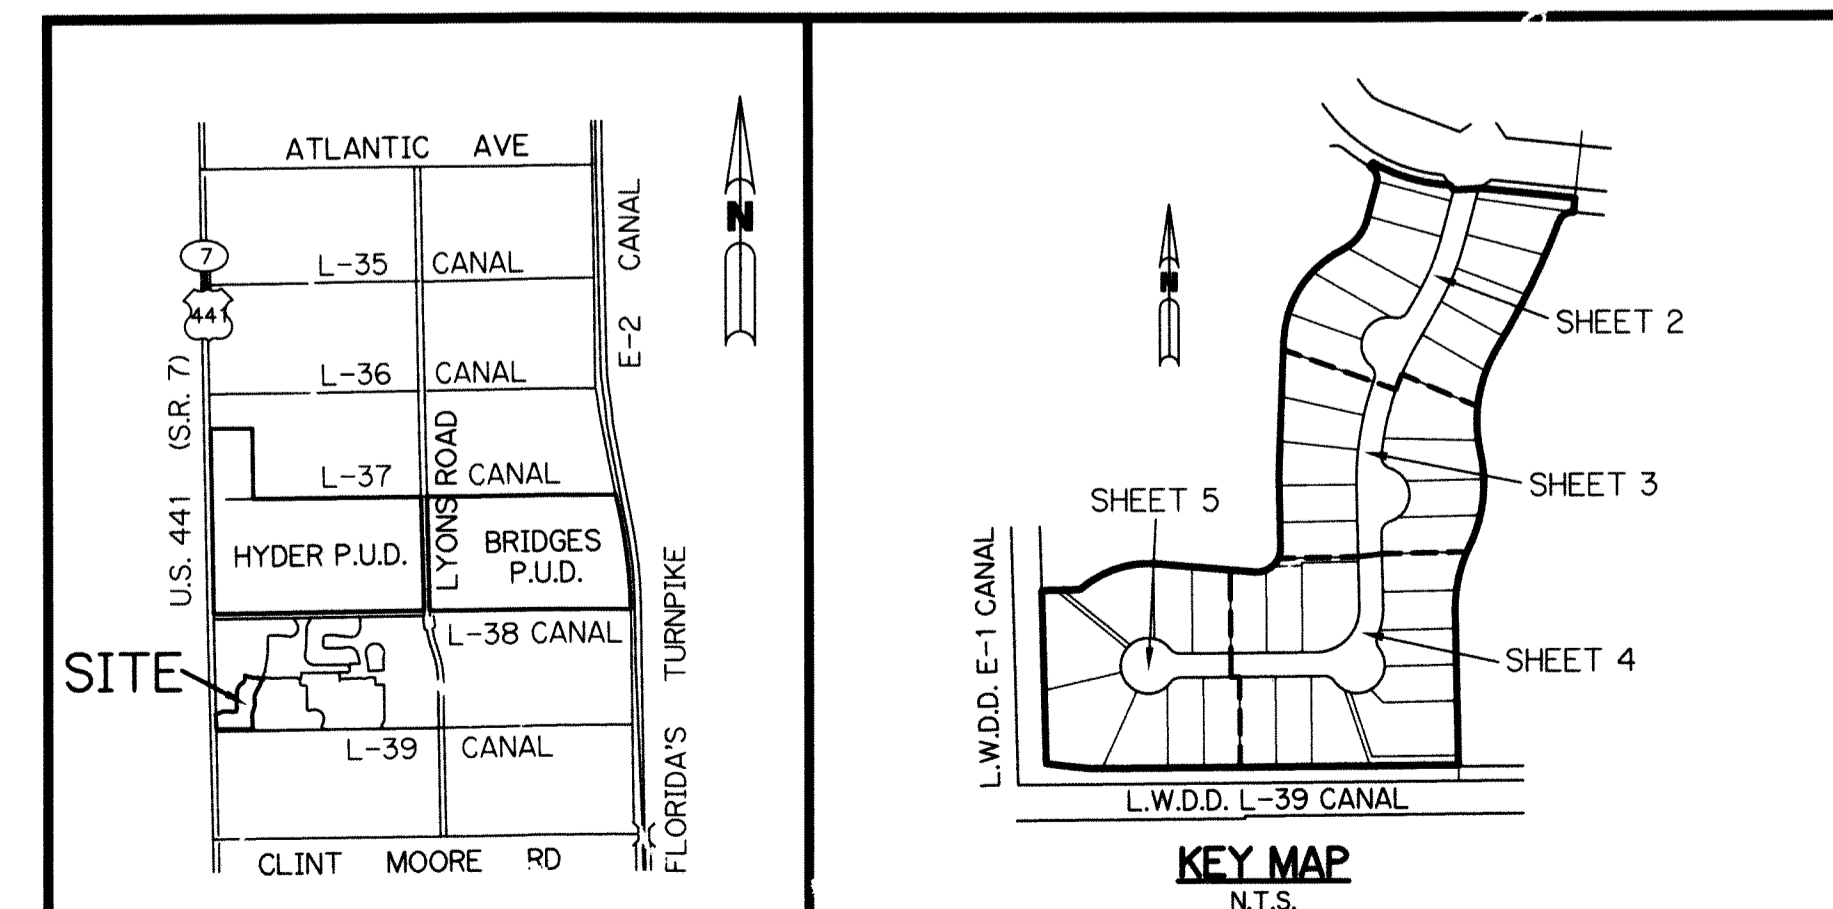 ATLANTIC AVE
N
7
L-35 CANAL
E-2 CANAL
441
L-36 CANAL
U.S. 441 (S.R. 7)
LYONS ROAD
L-37 CANAL
HYDER P.U.D.
BRIDGES
P.U.D.
L-38 CANAL
FLORIDA'S TURNPIKE
SITE
L-39 CANAL
CLINT MOORE RD
N
SHEET 2
SHEET 3
SHEET 5
SHEET 4
L.W.D.D. E-1 CANAL
L.W.D.D. L-39 CANAL
KEY MAP
N.T.S.